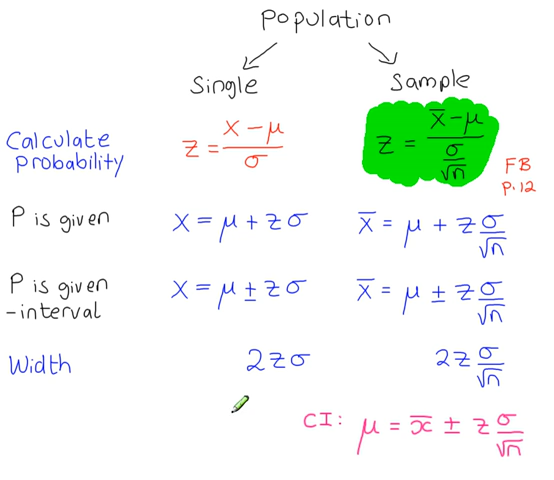 Population
Single Sample
Calculate Probability z = (x − μ)/σ z = (x̄ − μ)/(σ/√n)
FB
P.12
P is given x = μ + zσ x̄ = μ + z σ/√n
P is given
-interval x = μ ± zσ x̄ = μ ± z σ/√n
Width 2zσ 2z σ/√n
CI: μ = x̄ ± z σ/√n